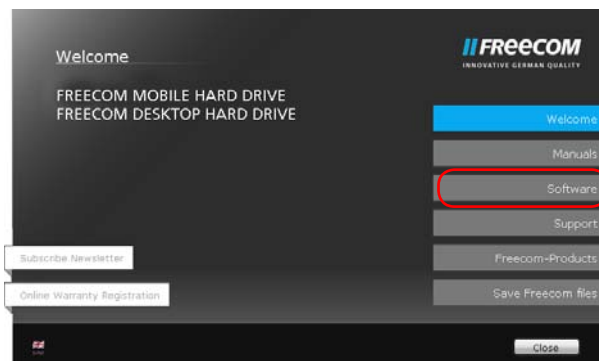 Welcome
FREECOM
INNOVATIVE GERMAN QUALITY
FREECOM MOBILE HARD DRIVE
FREECOM DESKTOP HARD DRIVE
Welcome
Manuals
Software
Support
Freecom-Products
Save Freecom files
Subscribe Newsletter
Online Warranty Registration
Close